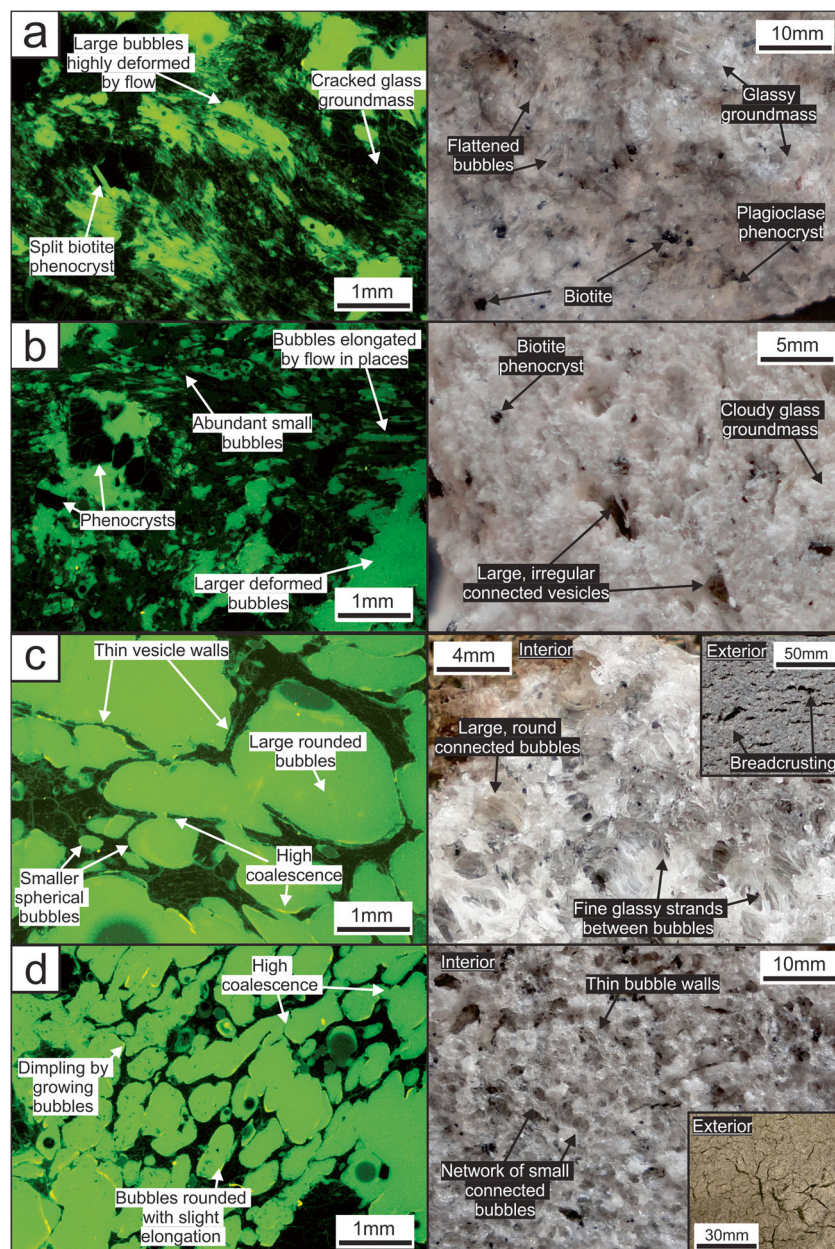 a
Large bubbles
highly deformed
by flow
Cracked glass
groundmass
Split biotite
phenocryst
1mm
10mm
Glassy
groundmass
Flattened
bubbles
Plagioclase
phenocryst
Biotite
b
Bubbles elongated
by flow in places
Abundant small
bubbles
Phenocrysts
Larger deformed
bubbles
1mm
5mm
Biotite
phenocryst
Cloudy glass
groundmass
Large, irregular
connected vesicles
c
Thin vesicle walls
Large rounded
bubbles
Smaller
spherical
bubbles
High
coalescence
1mm
4mm
Interior
Exterior
50mm
Breadcrusting
Large, round
connected bubbles
Fine glassy strands
between bubbles
d
High
coalescence
Dimpling by
growing
bubbles
Bubbles rounded
with slight
elongation
1mm
Interior
10mm
Thin bubble walls
Network of small
connected
bubbles
Exterior
30mm